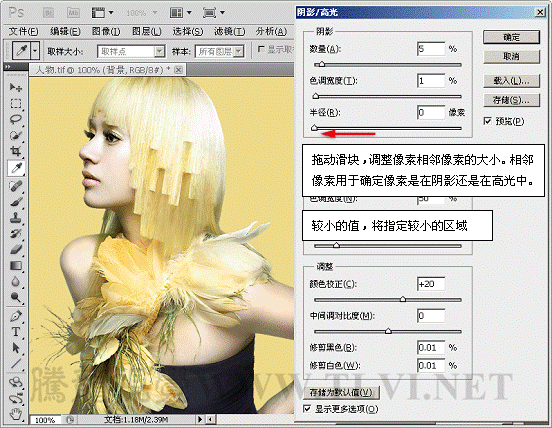 阴影/高光
文件(F) 编辑(E) 图像(I) 图层(L) 选择(S) 滤镜(T) 分析(A)
100%
取样大小: 取样点 样本: 所有图层 显示取
人物.tif @ 100% (背景, RGB/8#) *
阴影
数量(A): 5 %
色调宽度(T): 1 %
半径(R): 0 像素
确定
取消
载入(L)...
存储(S)...
预览(P)
拖动滑块，调整像素相邻像素的大小。相邻
像素用于确定像素是在阴影还是在高光中。
色调宽度(N): 50 %
较小的值，将指定较小的区域
调整
颜色校正(C): +20
中间调对比度(M): 0
修剪黑色(B): 0.01 %
修剪白色(W): 0.01 %
存储为默认值(V)
显示更多选项(O)
WWW.TLVI.NET
100% 文档:1.18M/2.39M